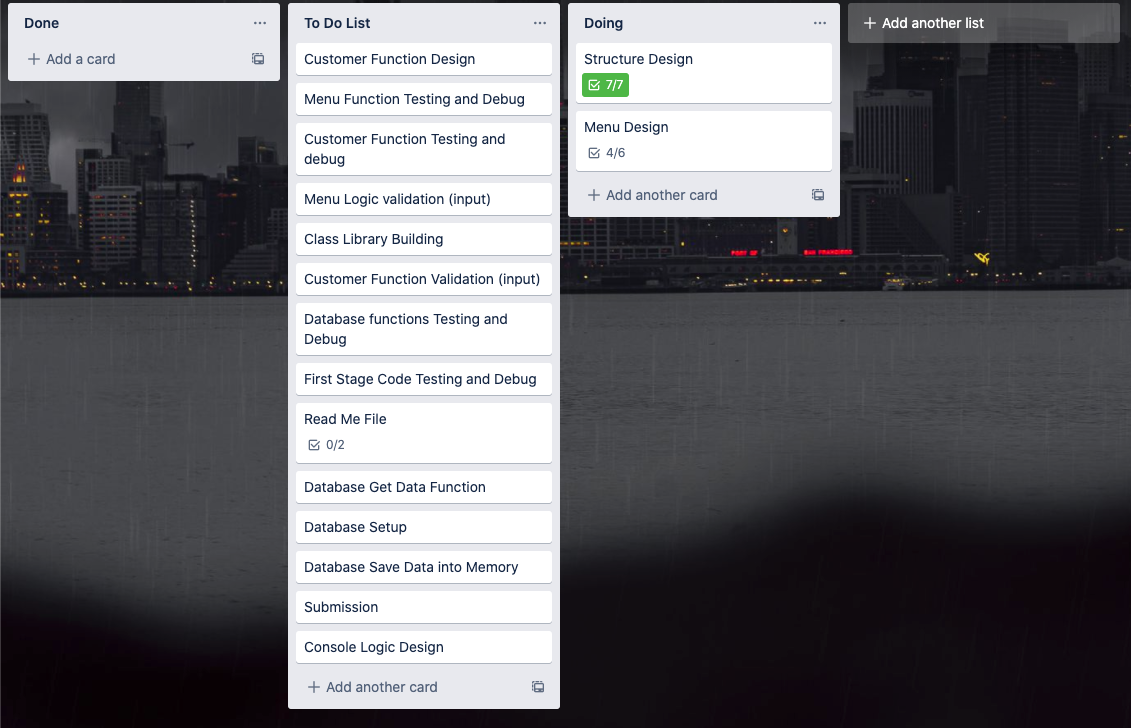 Done
Add a card
To Do List
Customer Function Design
Menu Function Testing and Debug
Customer Function Testing and
debug
Menu Logic validation (input)
Class Library Building
Customer Function Validation (input)
Database functions Testing and
Debug
First Stage Code Testing and Debug
Read Me File
0/2
Database Get Data Function
Database Setup
Database Save Data into Memory
Submission
Console Logic Design
Add another card
Doing
Structure Design
7/7
Menu Design
4/6
Add another card
Add another list
PORT OF
SAN FRANCISCO